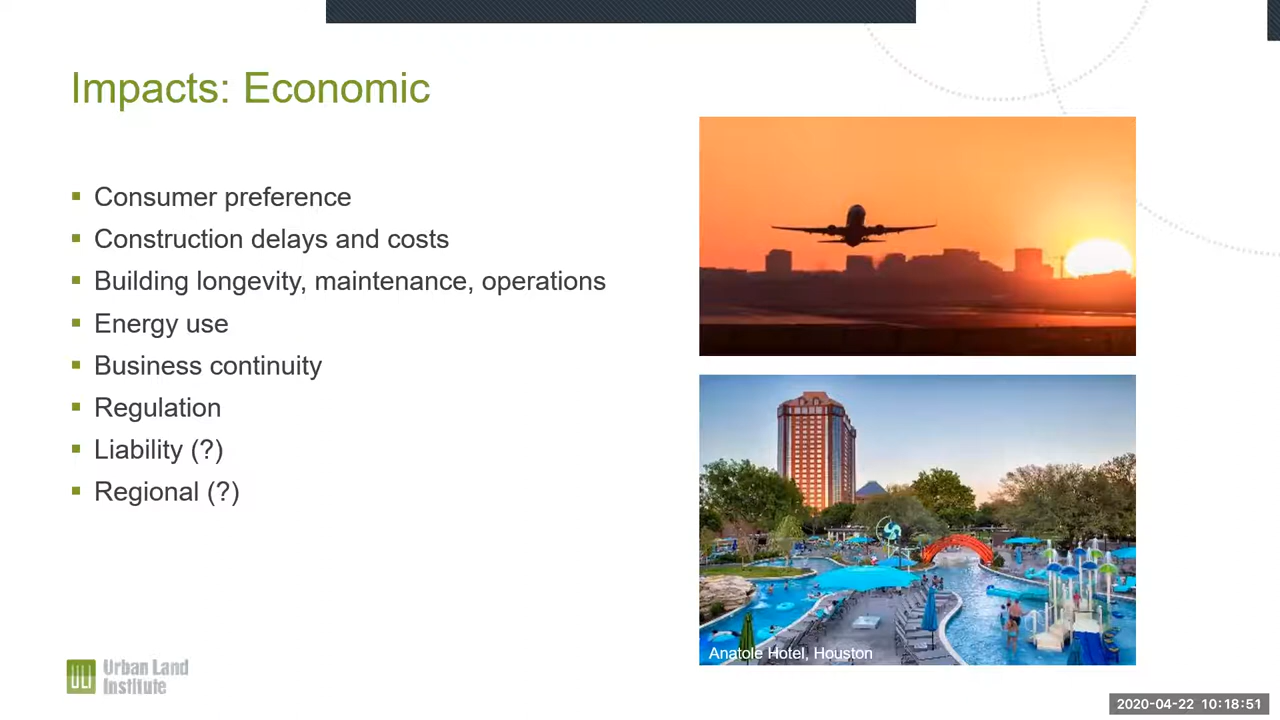 Impacts: Economic
Consumer preference
Construction delays and costs
Building longevity, maintenance, operations
Energy use
Business continuity
Regulation
Liability (?)
Regional (?)
Anatole Hotel, Houston
ULI Urban Land
Institute
2020-04-22 10:18:51